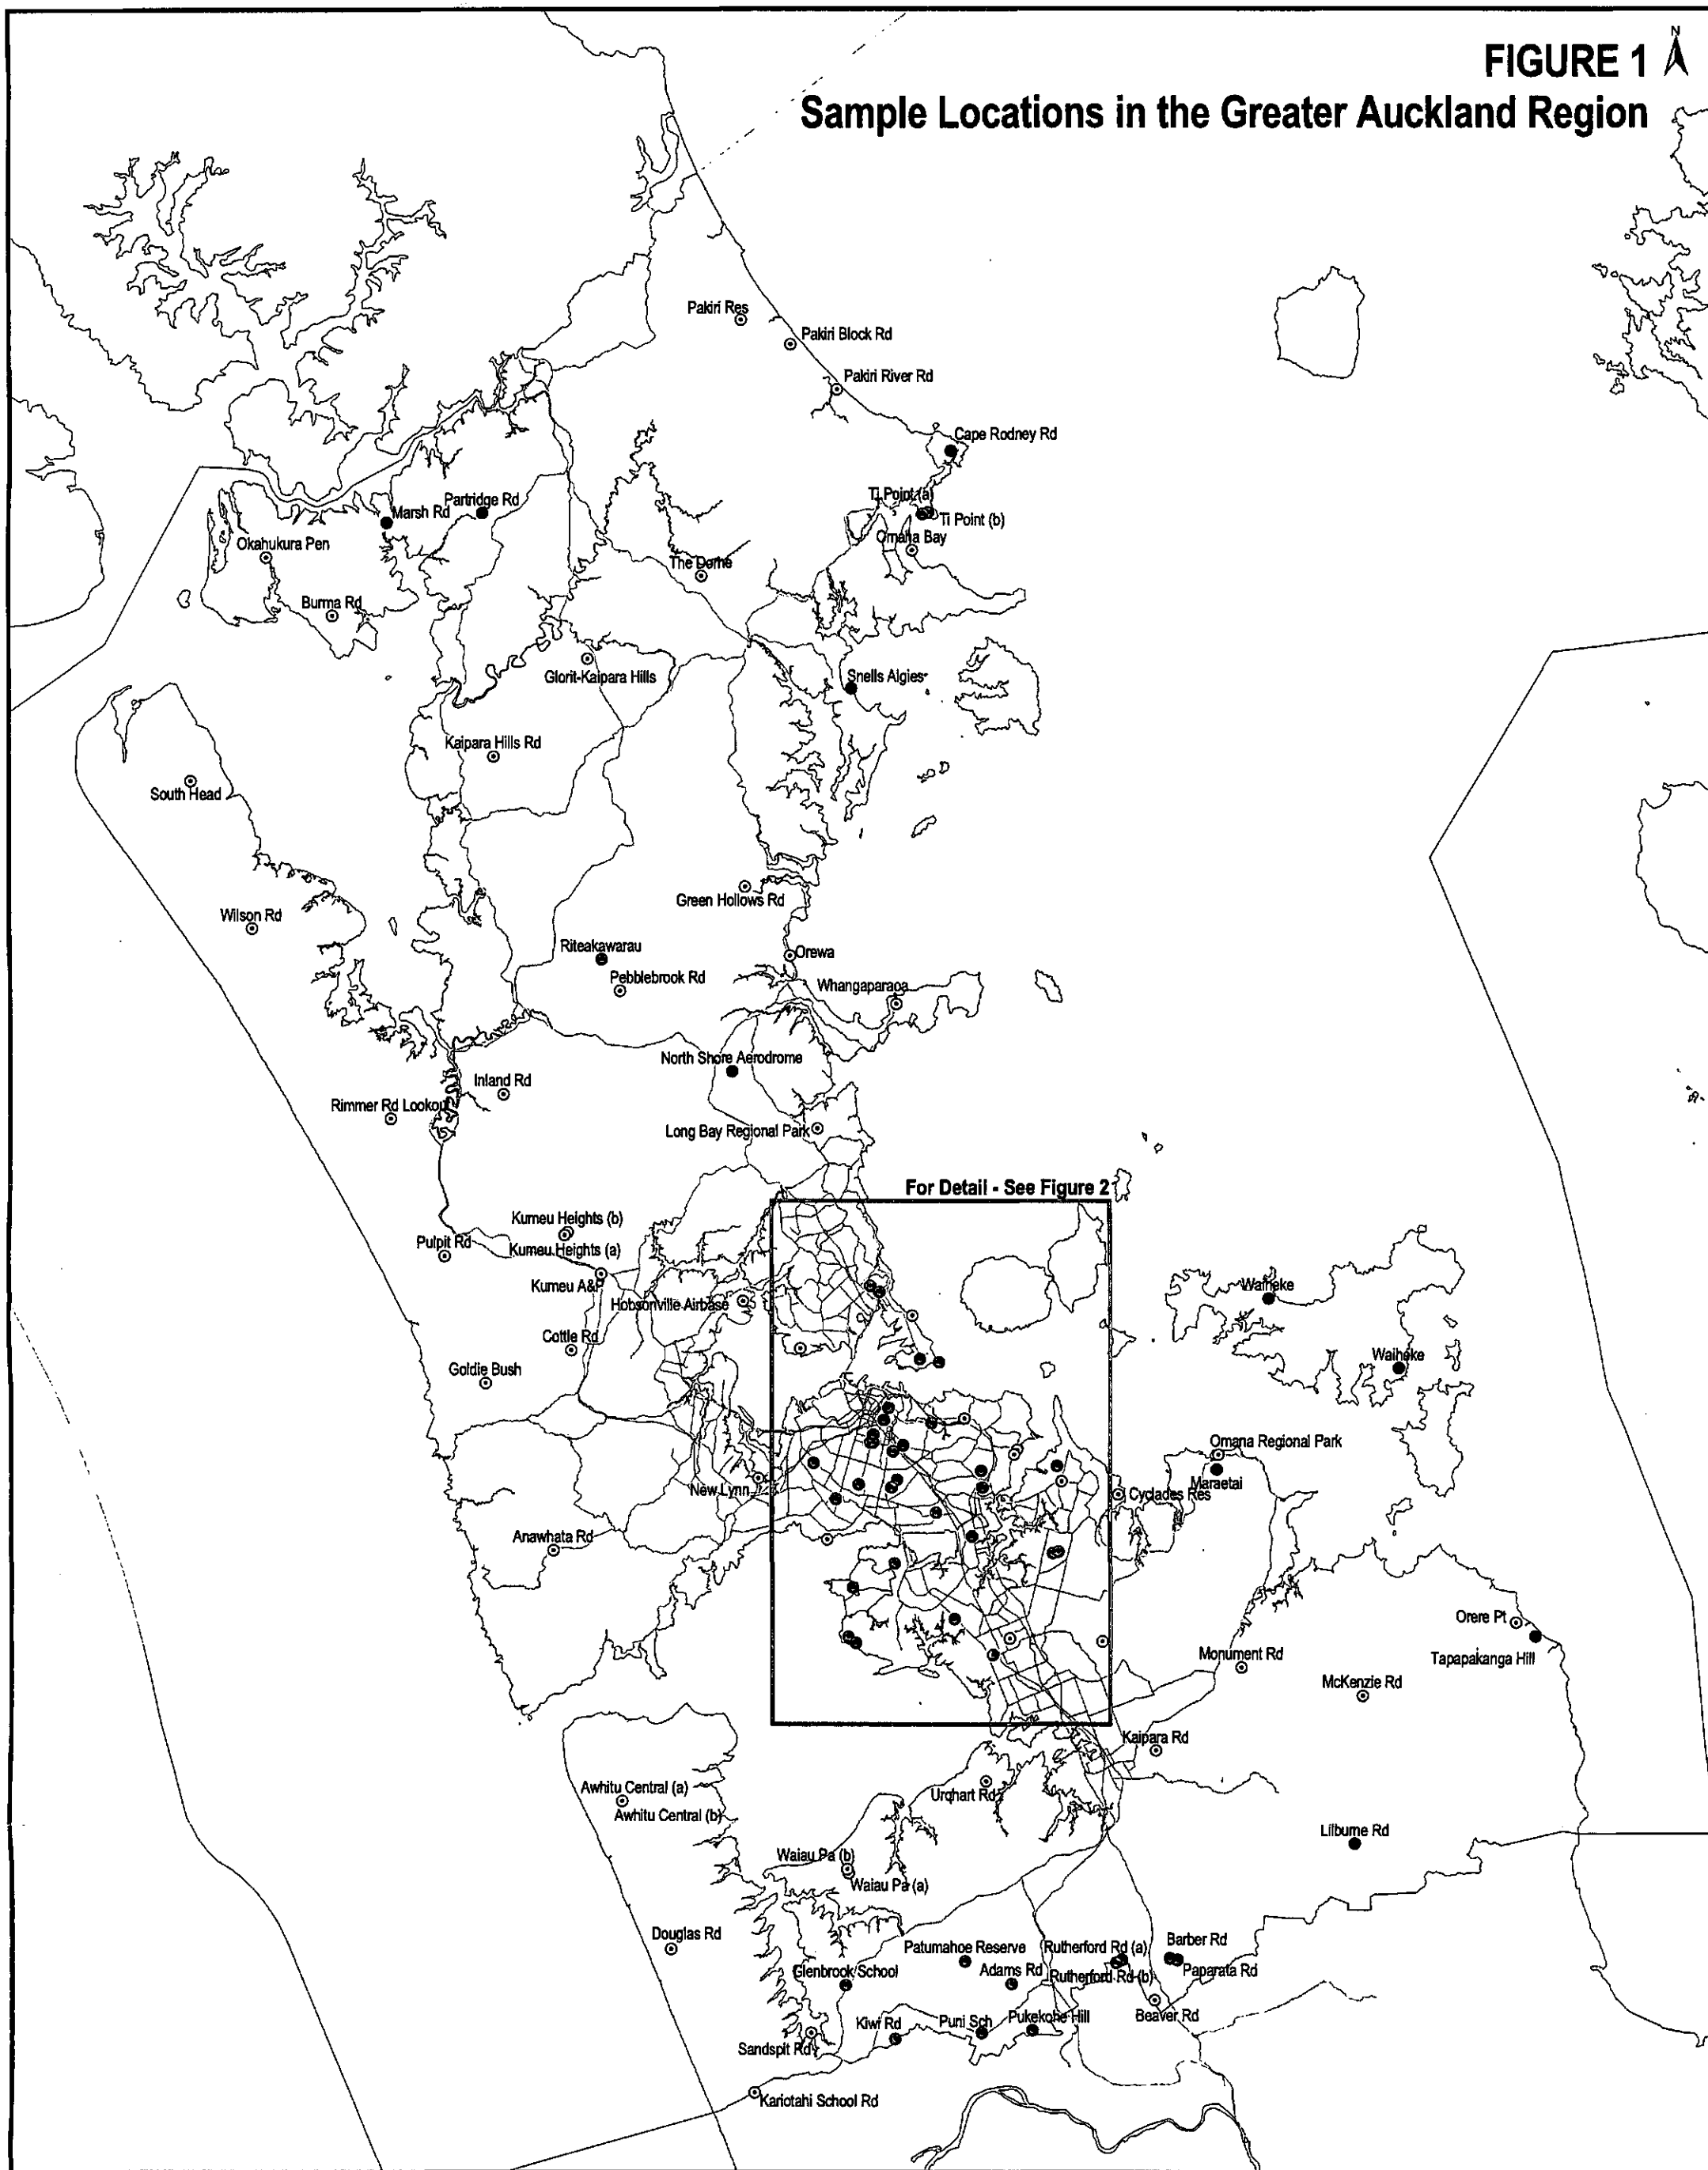 N
FIGURE 1
Sample Locations in the Greater Auckland Region
Pakiri Res
Pakiri Block Rd
Pakiri River Rd
Cape Rodney Rd
Ti Point (a)
Ti Point (b)
Omaha Bay
Partridge Rd
Marsh Rd
Okahukura Pen
The Dome
Burma Rd
Glorit-Kaipara Hills
Snells Algies
Kaipara Hills Rd
South Head
Green Hollows Rd
Wilson Rd
Riteakawarau
Orewa
Pebblebrook Rd
Whangaparaoa
North Shore Aerodrome
Inland Rd
Rimmer Rd Lookout
Long Bay Regional Park
For Detail - See Figure 2
Kumeu Heights (b)
Pulpit Rd
Kumeu Heights (a)
Kumeu A&P
Hobsonville Airbase
Waiheke
Cottle Rd
Goldie Bush
Waiheke
Omana Regional Park
Maraetai
New Lynn
Cyclades Res
Anawhata Rd
Orere Pt
Monument Rd
Tapapakanga Hill
McKenzie Rd
Kaipara Rd
Awhitu Central (a)
Urqhart Rd
Awhitu Central (b)
Lilburne Rd
Waiau Pa (b)
Waiau Pa (a)
Douglas Rd
Patumahoe Reserve
Rutherford Rd (a)
Barber Rd
Glenbrook School
Adams Rd
Rutherford Rd (b)
Paparata Rd
Kiwi Rd
Puni Sch
Pukekohe Hill
Beaver Rd
Sandspit Rd
Kariotahi School Rd